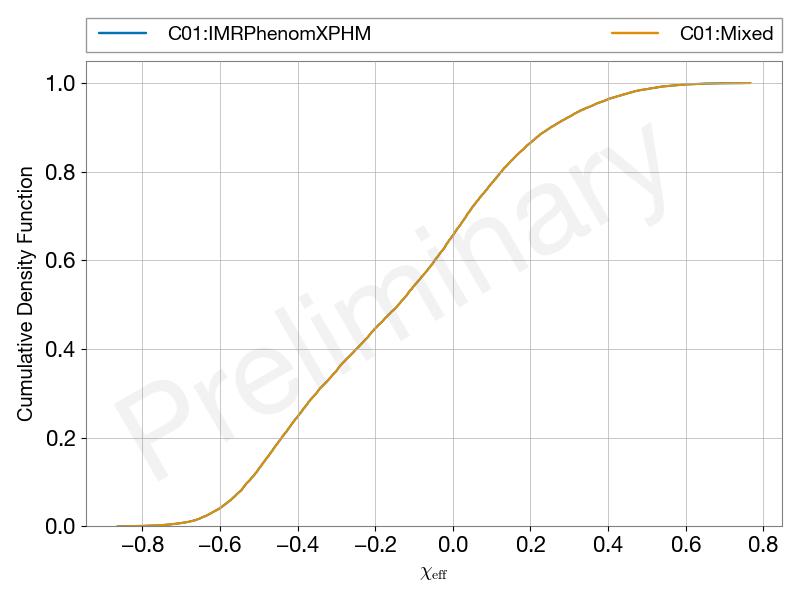 C01:IMRPhenomXPHM C01:Mixed
Cumulative Density Function
1.0
0.8
0.6
0.4
0.2
0.0
Preliminary
−0.8 −0.6 −0.4 −0.2 0.0 0.2 0.4 0.6 0.8
χeff